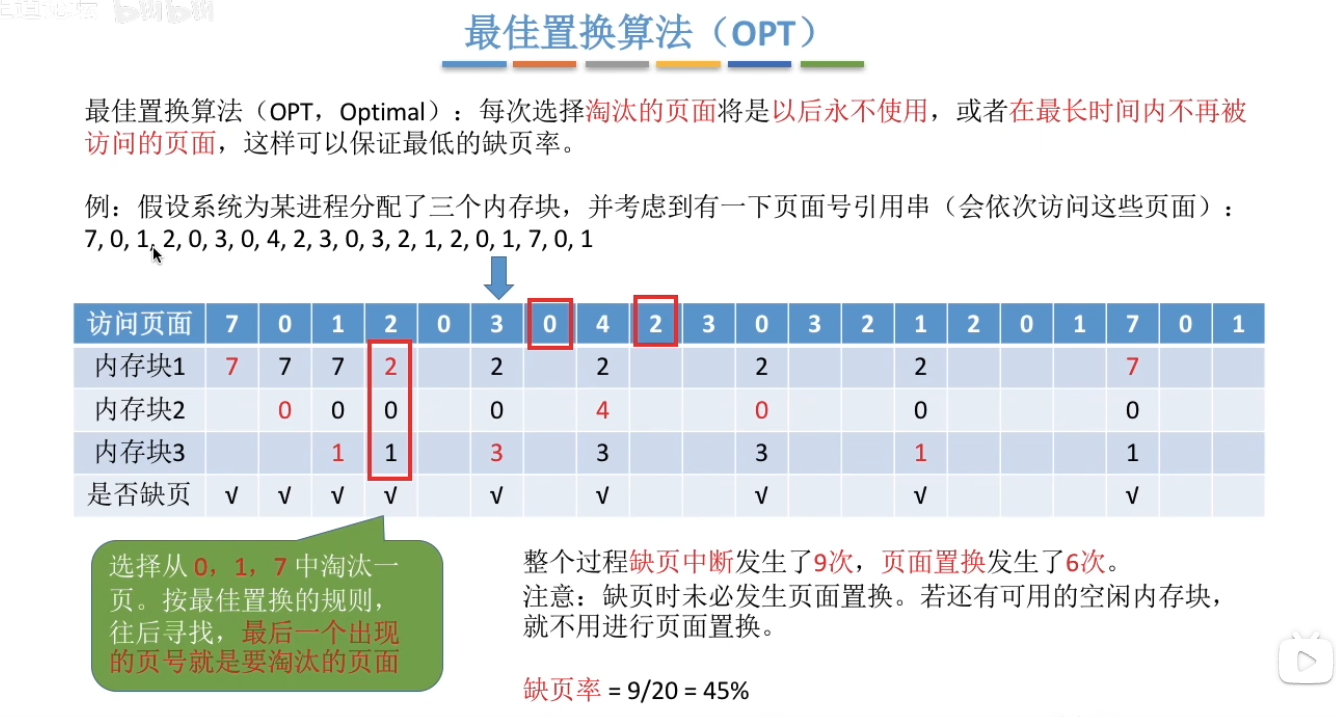 最佳置换算法（OPT）
最佳置换算法（OPT，Optimal）：每次选择淘汰的页面将是以后永不使用，或者在最长时间内不再被
访问的页面，这样可以保证最低的缺页率。
例：假设系统为某进程分配了三个内存块，并考虑到有一下页面号引用串（会依次访问这些页面）：
7, 0, 1, 2, 0, 3, 0, 4, 2, 3, 0, 3, 2, 1, 2, 0, 1, 7, 0, 1
访问页面 7 0 1 2 0 3 0 4 2 3 0 3 2 1 2 0 1 7 0 1
内存块1 7 7 7 2 2 2 2 2 7
内存块2 0 0 0 0 4 0 0 0
内存块3 1 1 3 3 3 1 1
是否缺页 √ √ √ √ √ √ √ √ √
选择从 0，1，7 中淘汰一
页。按最佳置换的规则，
往后寻找，最后一个出现
的页号就是要淘汰的页面
整个过程缺页中断发生了9次，页面置换发生了6次。
注意：缺页时未必发生页面置换。若还有可用的空闲内存块，
就不用进行页面置换。
缺页率 = 9/20 = 45%